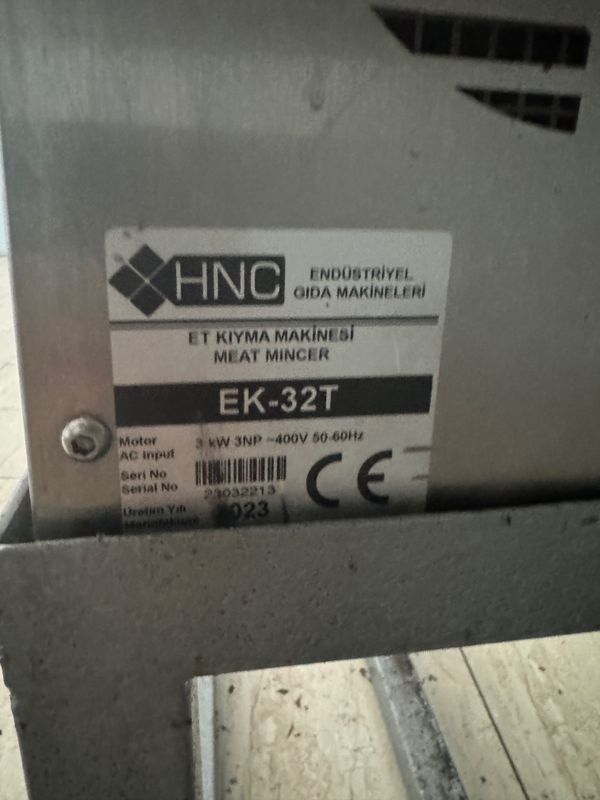 HNC
ENDÜSTRİYEL
GIDA MAKİNELERİ
ET KIYMA MAKİNESİ
MEAT MINCER
EK-32T
Motor
AC Input
3 kW 3NP ~400V 50-60Hz
Seri No
Serial No
23032213
CE
Üretim Yılı
023